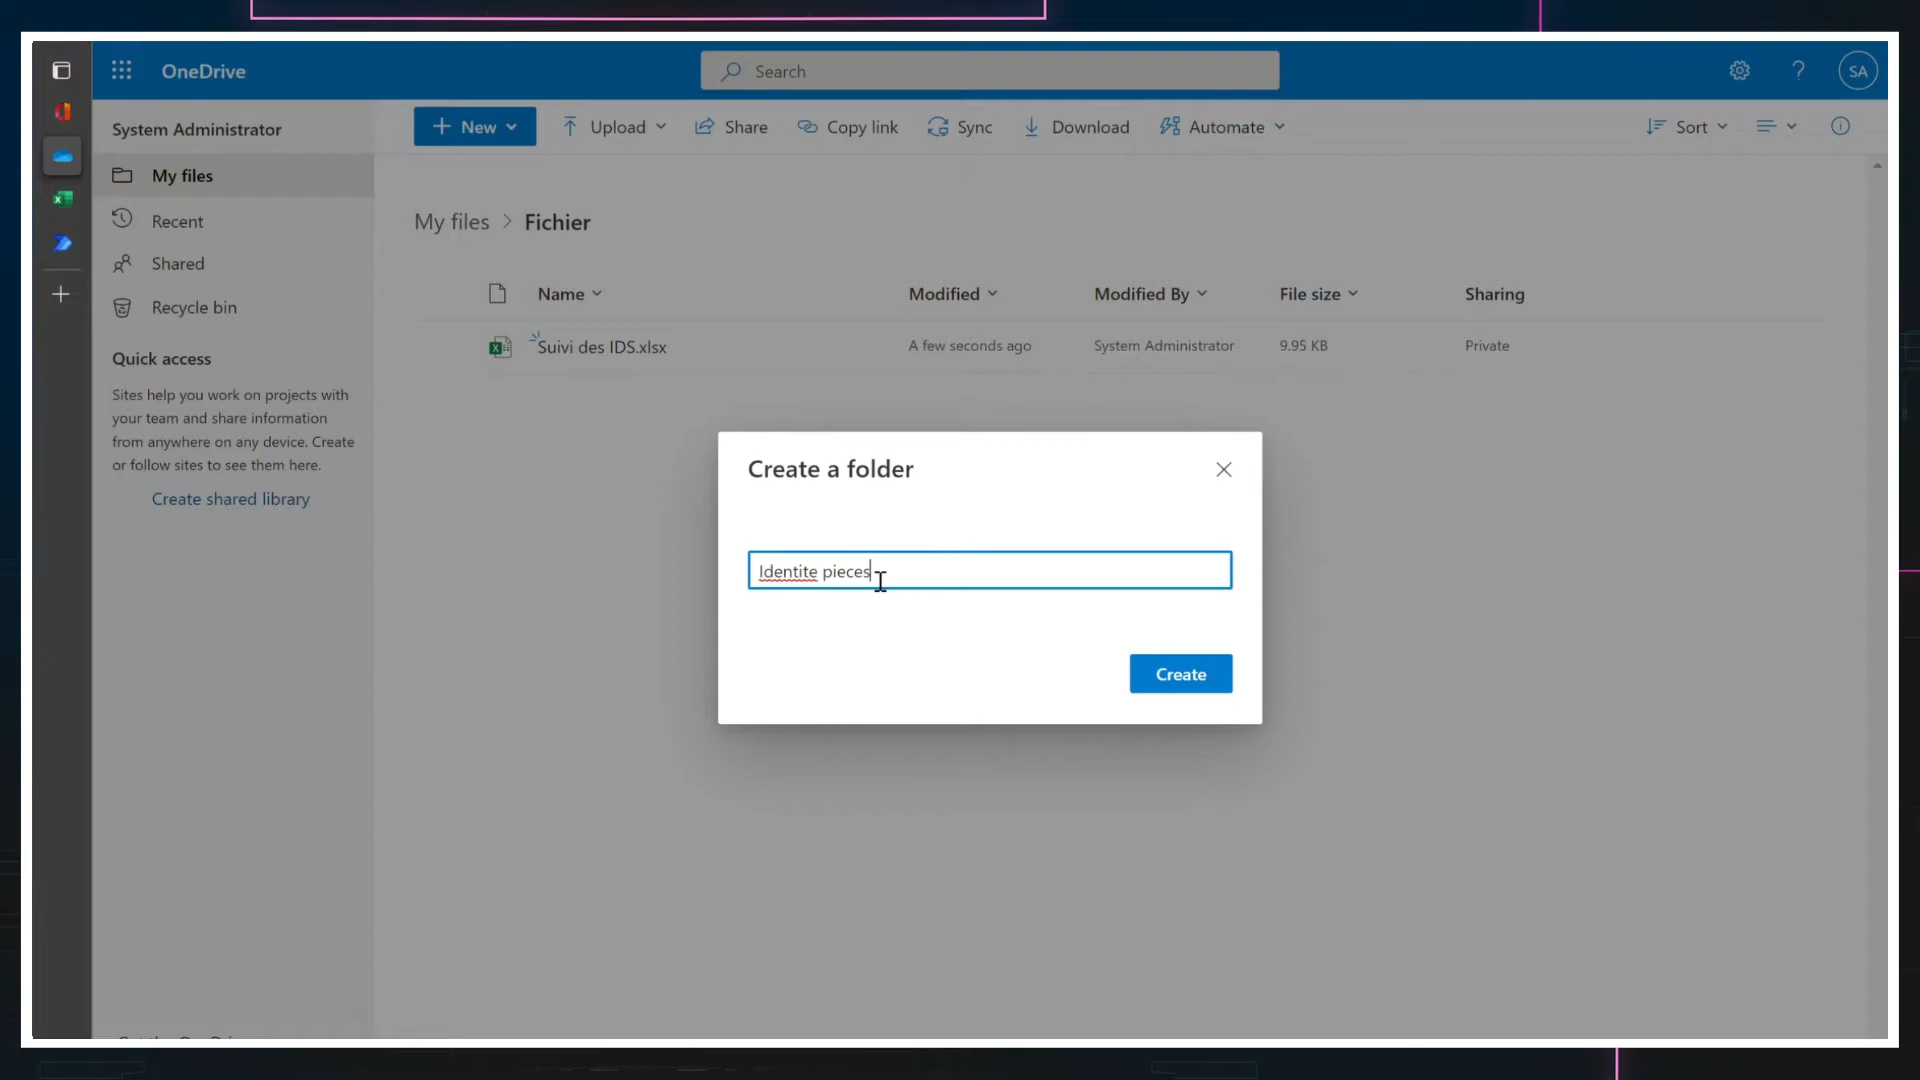 OneDrive
Search
SA
System Administrator
New
Upload
Share
Copy link
Sync
Download
Automate
Sort
My files
Recent
Shared
Recycle bin
Quick access
Sites help you work on projects with
your team and share information
from anywhere on any device. Create
or follow sites to see them here.
Create shared library
My files > Fichier
Name
Modified
Modified By
File size
Sharing
Suivi des IDS.xlsx
A few seconds ago
System Administrator
9.95 KB
Private
Create a folder
Identite pieces
Create